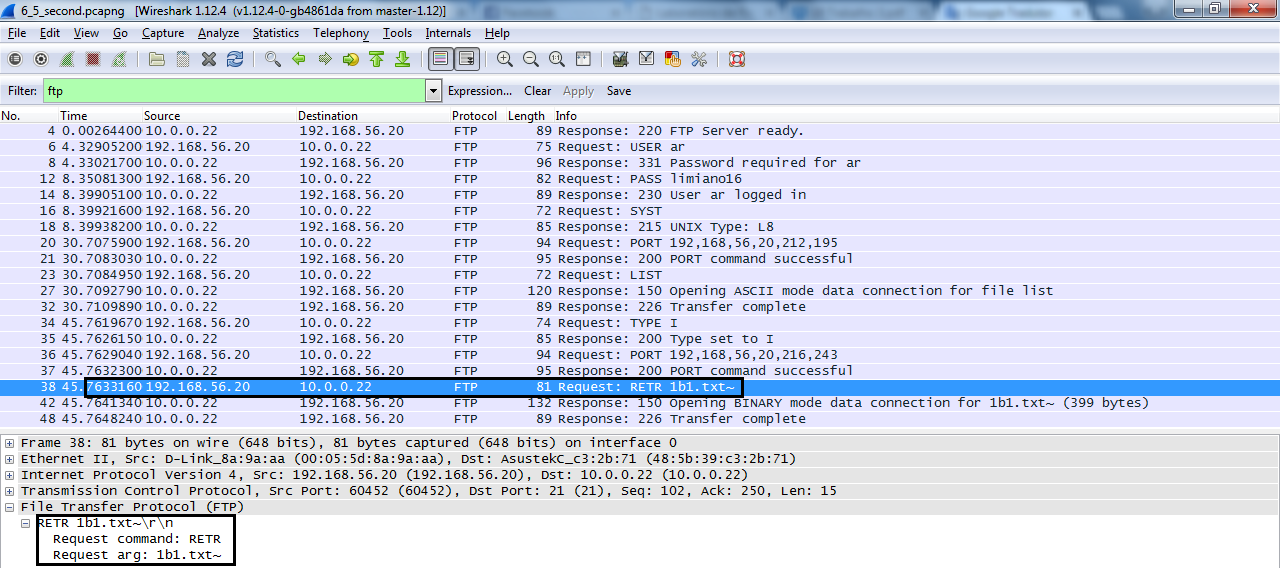 6_5_second.pcapng [Wireshark 1.12.4 (v1.12.4-0-gb4861da from master-1.12)]
File Edit View Go Capture Analyze Statistics Telephony Tools Internals Help
Filter: ftp Expression... Clear Apply Save
No. Time Source Destination Protocol Length Info
4 0.00264400 10.0.0.22 192.168.56.20 FTP 89 Response: 220 FTP Server ready.
6 4.32905200 192.168.56.20 10.0.0.22 FTP 75 Request: USER ar
8 4.33021700 10.0.0.22 192.168.56.20 FTP 96 Response: 331 Password required for ar
12 8.35081300 192.168.56.20 10.0.0.22 FTP 82 Request: PASS limiano16
14 8.39905100 10.0.0.22 192.168.56.20 FTP 89 Response: 230 User ar logged in
16 8.39921600 192.168.56.20 10.0.0.22 FTP 72 Request: SYST
18 8.39938200 10.0.0.22 192.168.56.20 FTP 85 Response: 215 UNIX Type: L8
20 30.7075900 192.168.56.20 10.0.0.22 FTP 94 Request: PORT 192,168,56,20,212,195
21 30.7083030 10.0.0.22 192.168.56.20 FTP 95 Response: 200 PORT command successful
23 30.7084950 192.168.56.20 10.0.0.22 FTP 72 Request: LIST
27 30.7092790 10.0.0.22 192.168.56.20 FTP 120 Response: 150 Opening ASCII mode data connection for file list
32 30.7109890 10.0.0.22 192.168.56.20 FTP 89 Response: 226 Transfer complete
34 45.7619670 192.168.56.20 10.0.0.22 FTP 74 Request: TYPE I
35 45.7626150 10.0.0.22 192.168.56.20 FTP 85 Response: 200 Type set to I
36 45.7629040 192.168.56.20 10.0.0.22 FTP 94 Request: PORT 192,168,56,20,216,243
37 45.7632300 10.0.0.22 192.168.56.20 FTP 95 Response: 200 PORT command successful
38 45.7633160 192.168.56.20 10.0.0.22 FTP 81 Request: RETR 1b1.txt~
42 45.7641340 10.0.0.22 192.168.56.20 FTP 132 Response: 150 Opening BINARY mode data connection for 1b1.txt~ (399 bytes)
48 45.7648240 10.0.0.22 192.168.56.20 FTP 89 Response: 226 Transfer complete
Frame 38: 81 bytes on wire (648 bits), 81 bytes captured (648 bits) on interface 0
Ethernet II, Src: D-Link_8a:9a:aa (00:05:5d:8a:9a:aa), Dst: AsustekC_c3:2b:71 (48:5b:39:c3:2b:71)
Internet Protocol Version 4, Src: 192.168.56.20 (192.168.56.20), Dst: 10.0.0.22 (10.0.0.22)
Transmission Control Protocol, Src Port: 60452 (60452), Dst Port: 21 (21), Seq: 102, Ack: 250, Len: 15
File Transfer Protocol (FTP)
RETR 1b1.txt~\r\n
Request command: RETR
Request arg: 1b1.txt~